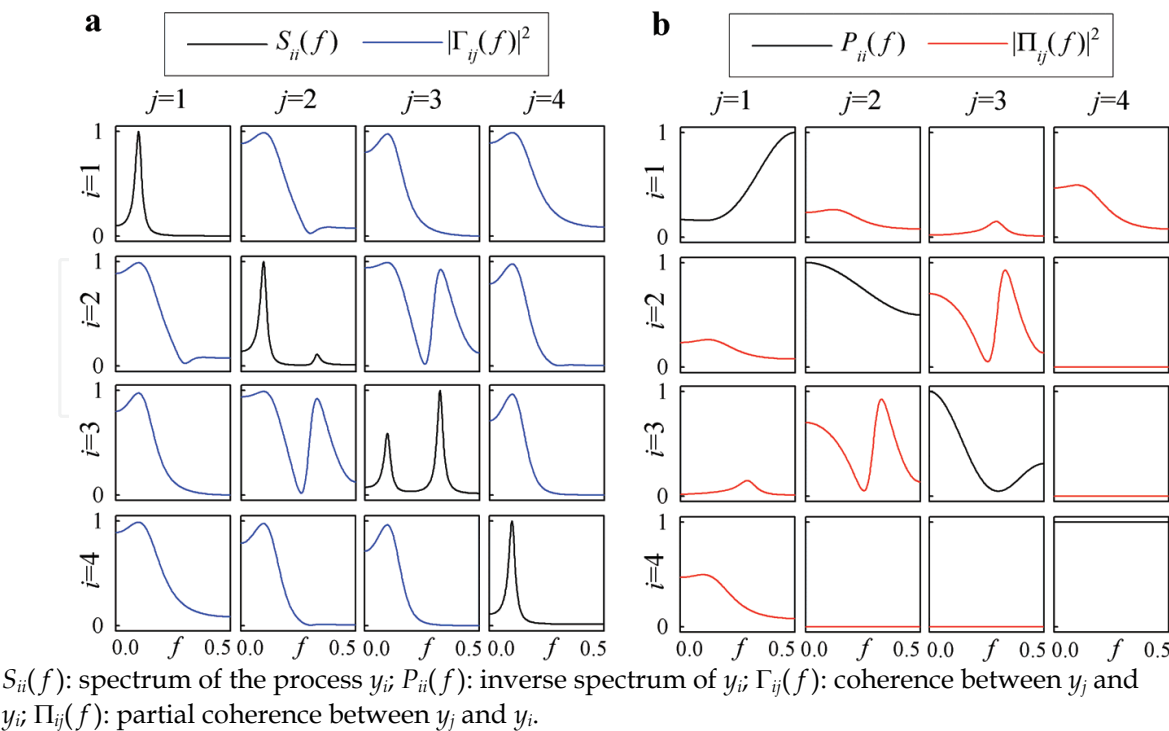 a
S_ii(f) |Γ_ij(f)|²
j=1 j=2 j=3 j=4
1
i=1
0
1
i=2
0
1
i=3
0
1
i=4
0
0.0 f 0.5 0.0 f 0.5 0.0 f 0.5 0.0 f 0.5
b
P_ii(f) |Π_ij(f)|²
j=1 j=2 j=3 j=4
1
i=1
0
1
i=2
0
1
i=3
0
1
i=4
0
0.0 f 0.5 0.0 f 0.5 0.0 f 0.5 0.0 f 0.5
S_ii(f): spectrum of the process y_i; P_ii(f): inverse spectrum of y_i; Γ_ij(f): coherence between y_j and
y_i; Π_ij(f): partial coherence between y_j and y_i.